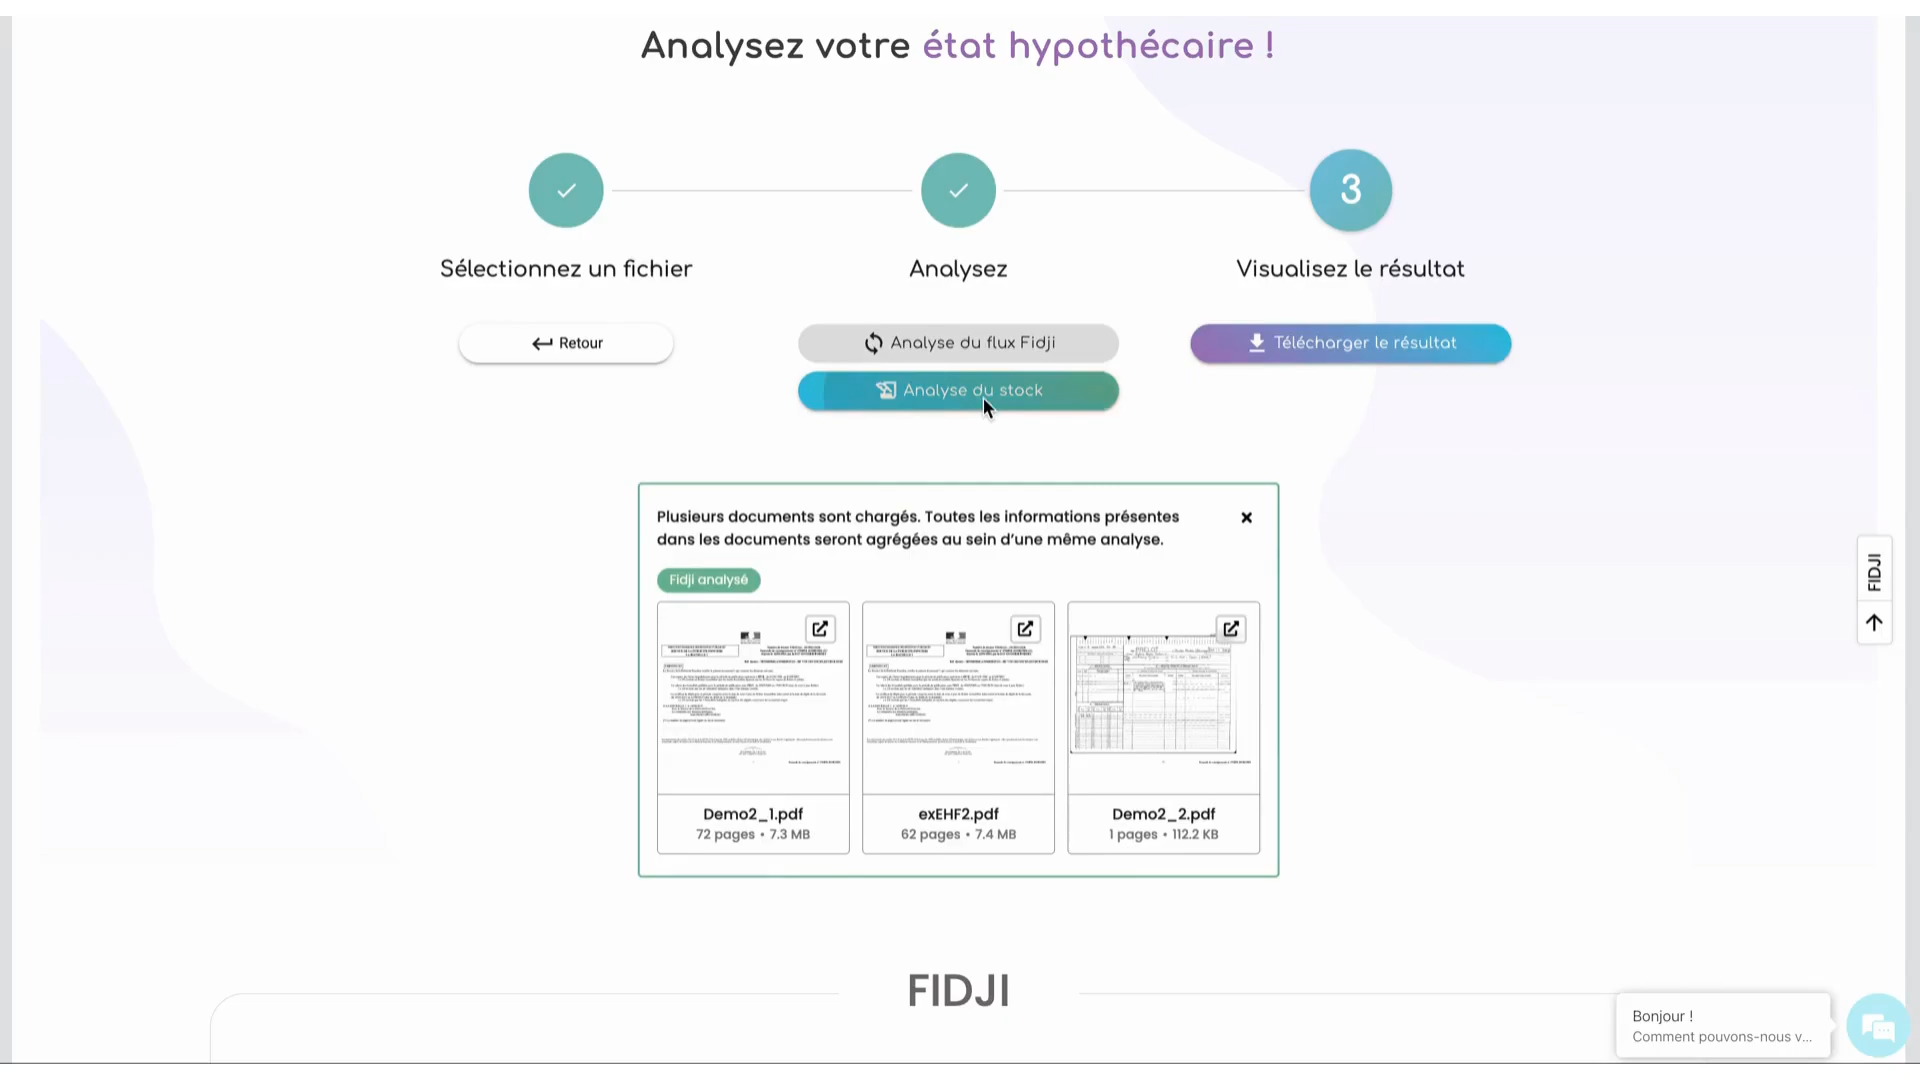 Analysez votre état hypothécaire !
3
Sélectionnez un fichier
Analysez
Visualisez le résultat
Retour
Analyse du flux Fidji
Télécharger le résultat
Analyse du stock
Plusieurs documents sont chargés. Toutes les informations présentes
dans les documents seront agrégées au sein d’une même analyse.
Fidji analysé
Demo2_1.pdf
72 pages • 7.3 MB
exEHF2.pdf
62 pages • 7.4 MB
Demo2_2.pdf
1 pages • 112.2 KB
FIDJI
FIDJI
Bonjour !
Comment pouvons-nous v...